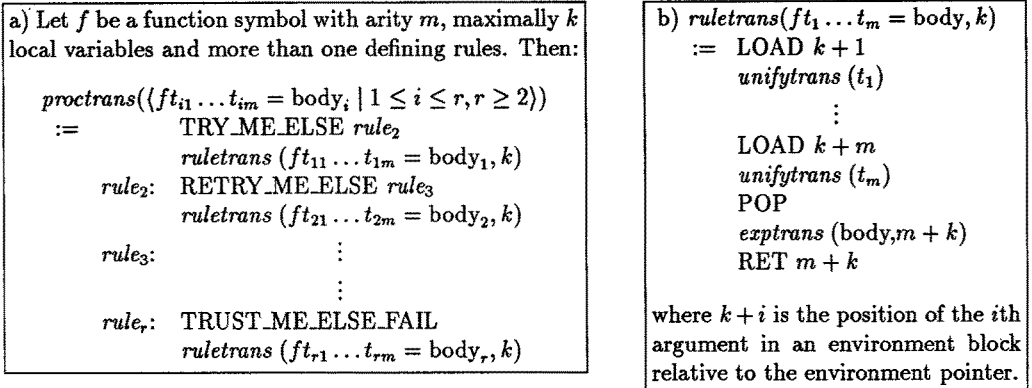 a) Let f be a function symbol with arity m, maximally k
local variables and more than one defining rules. Then:
proctrans(⟨ft_{i1} ... t_{im} = body_i | 1 ≤ i ≤ r, r ≥ 2⟩)
:= TRY_ME_ELSE rule_2
ruletrans (ft_{11} ... t_{1m} = body_1, k)
rule_2: RETRY_ME_ELSE rule_3
ruletrans (ft_{21} ... t_{2m} = body_2, k)
rule_3: ⋮
⋮
rule_r: TRUST_ME_ELSE_FAIL
ruletrans (ft_{r1} ... t_{rm} = body_r, k)
b) ruletrans(ft_1 ... t_m = body, k)
:= LOAD k + 1
unifytrans (t_1)
⋮
LOAD k + m
unifytrans (t_m)
POP
exptrans (body,m + k)
RET m + k
where k + i is the position of the ith
argument in an environment block
relative to the environment pointer.